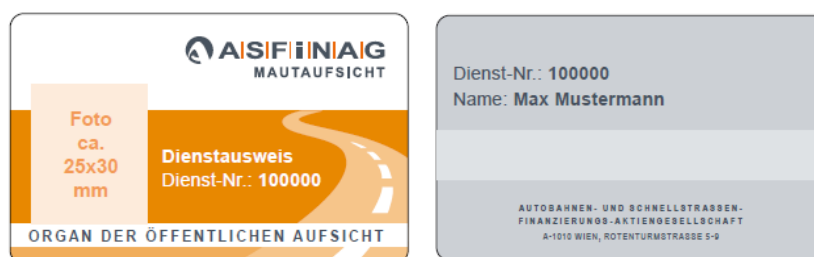 A|S|F|i|N|A|G
MAUTAUFSICHT
Foto
ca.
25x30
mm
Dienstausweis
Dienst-Nr.: 100000
ORGAN DER ÖFFENTLICHEN AUFSICHT
Dienst-Nr.: 100000
Name: Max Mustermann
AUTOBAHNEN- UND SCHNELLSTRASSEN-
FINANZIERUNGS-AKTIENGESELLSCHAFT
A-1010 WIEN, ROTENTURMSTRASSE 5-9